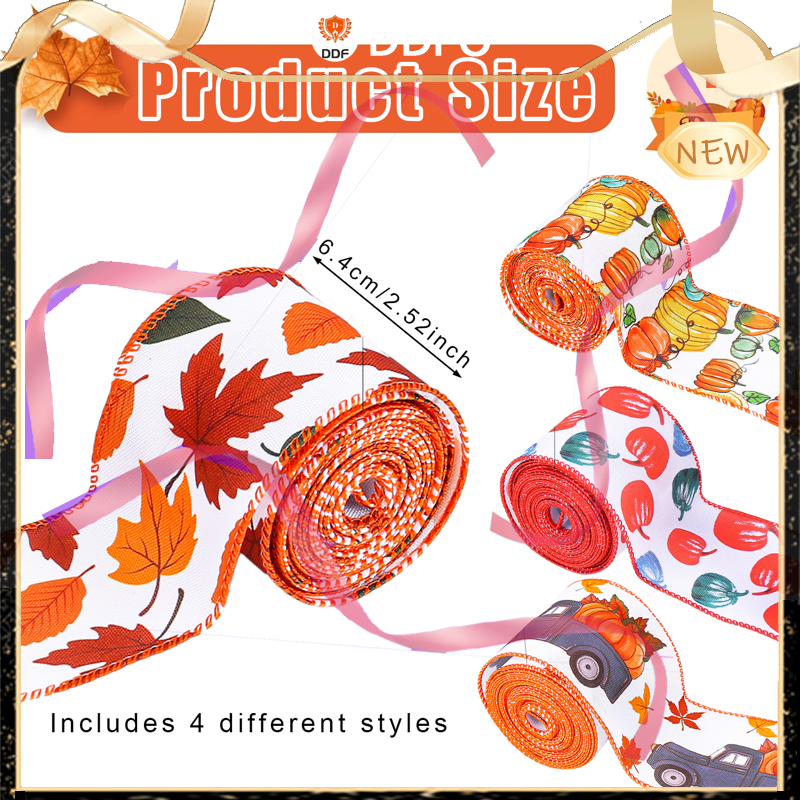 DDF
Product Size
NEW
6.4cm/2.52inch
Includes 4 different styles